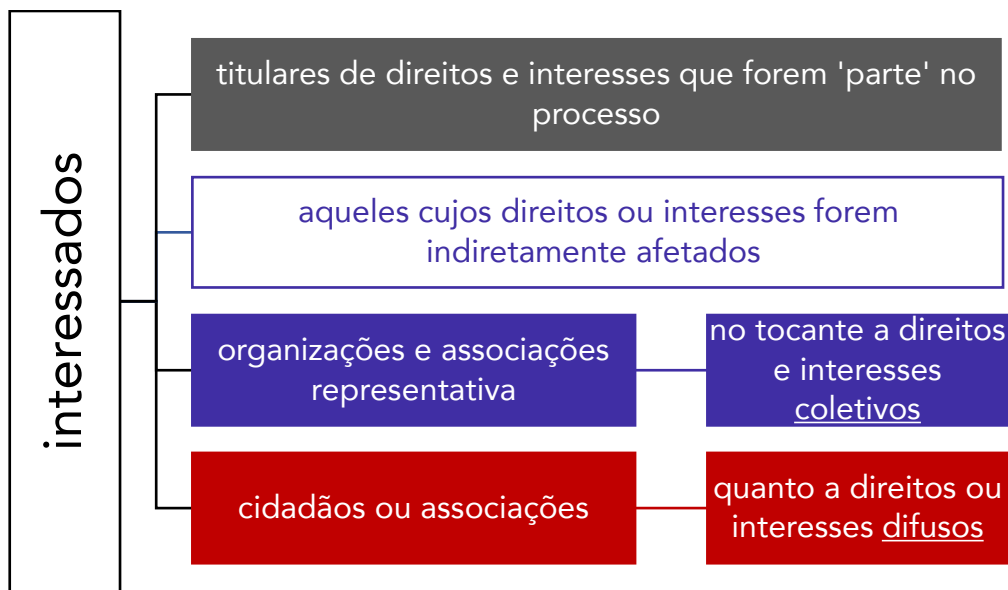 interessados
titulares de direitos e interesses que forem 'parte' no
processo
aqueles cujos direitos ou interesses forem
indiretamente afetados
organizações e associações
representativa
no tocante a direitos
e interesses
coletivos
cidadãos ou associações
quanto a direitos ou
interesses difusos